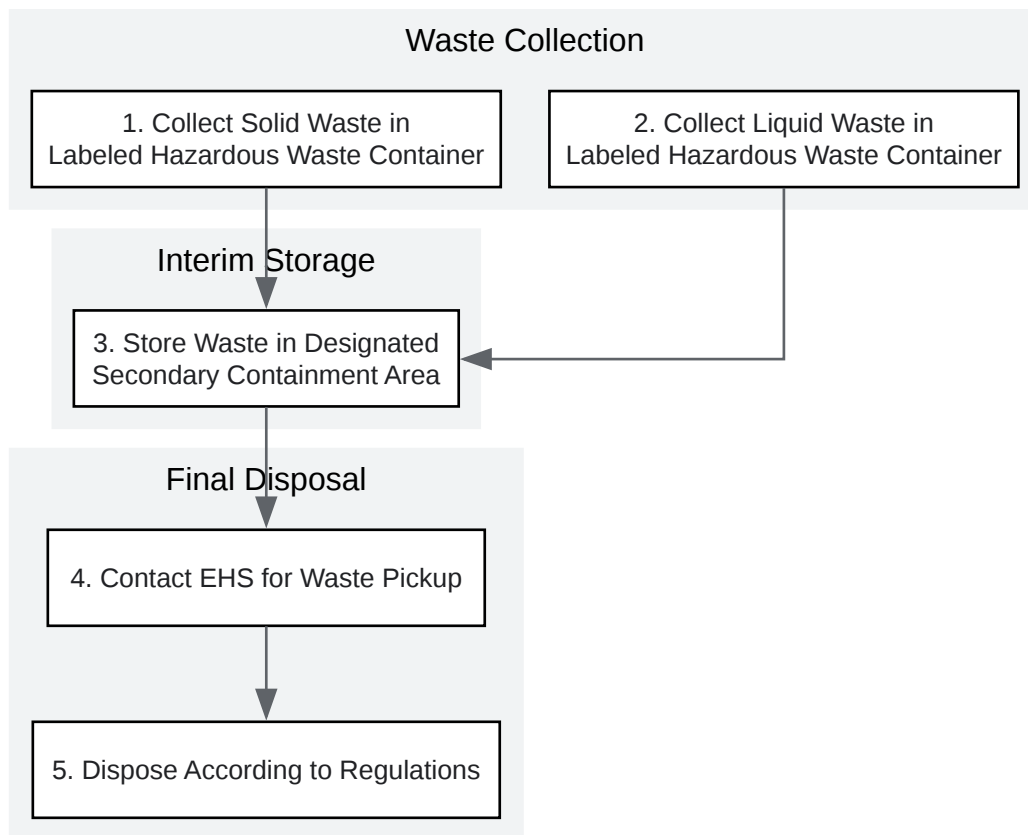 Waste Collection
1. Collect Solid Waste in
Labeled Hazardous Waste Container
2. Collect Liquid Waste in
Labeled Hazardous Waste Container
Interim Storage
3. Store Waste in Designated
Secondary Containment Area
Final Disposal
4. Contact EHS for Waste Pickup
5. Dispose According to Regulations